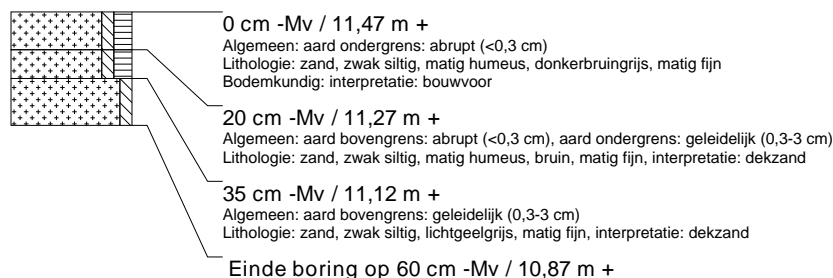 0 cm -Mv / 11,47 m +
Algemeen: aard ondergrens: abrupt (<0,3 cm)
Lithologie: zand, zwak siltig, matig humeus, donkerbruingrijs, matig fijn
Bodemkundig: interpretatie: bouwvoor
20 cm -Mv / 11,27 m +
Algemeen: aard bovengrens: abrupt (<0,3 cm), aard ondergrens: geleidelijk (0,3-3 cm)
Lithologie: zand, zwak siltig, matig humeus, bruin, matig fijn, interpretatie: dekzand
35 cm -Mv / 11,12 m +
Algemeen: aard bovengrens: geleidelijk (0,3-3 cm)
Lithologie: zand, zwak siltig, lichtgeelgrijs, matig fijn, interpretatie: dekzand
Einde boring op 60 cm -Mv / 10,87 m +